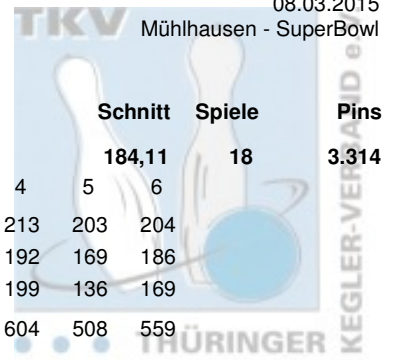 08.03.2015
TKV Mühlhausen - SuperBowl
Schnitt Spiele Pins
184,11 18 3.314
4 5 6
213 203 204
192 169 186
199 136 169
604 508 559
THÜRINGER
KEGLER-VERBAND e.V.